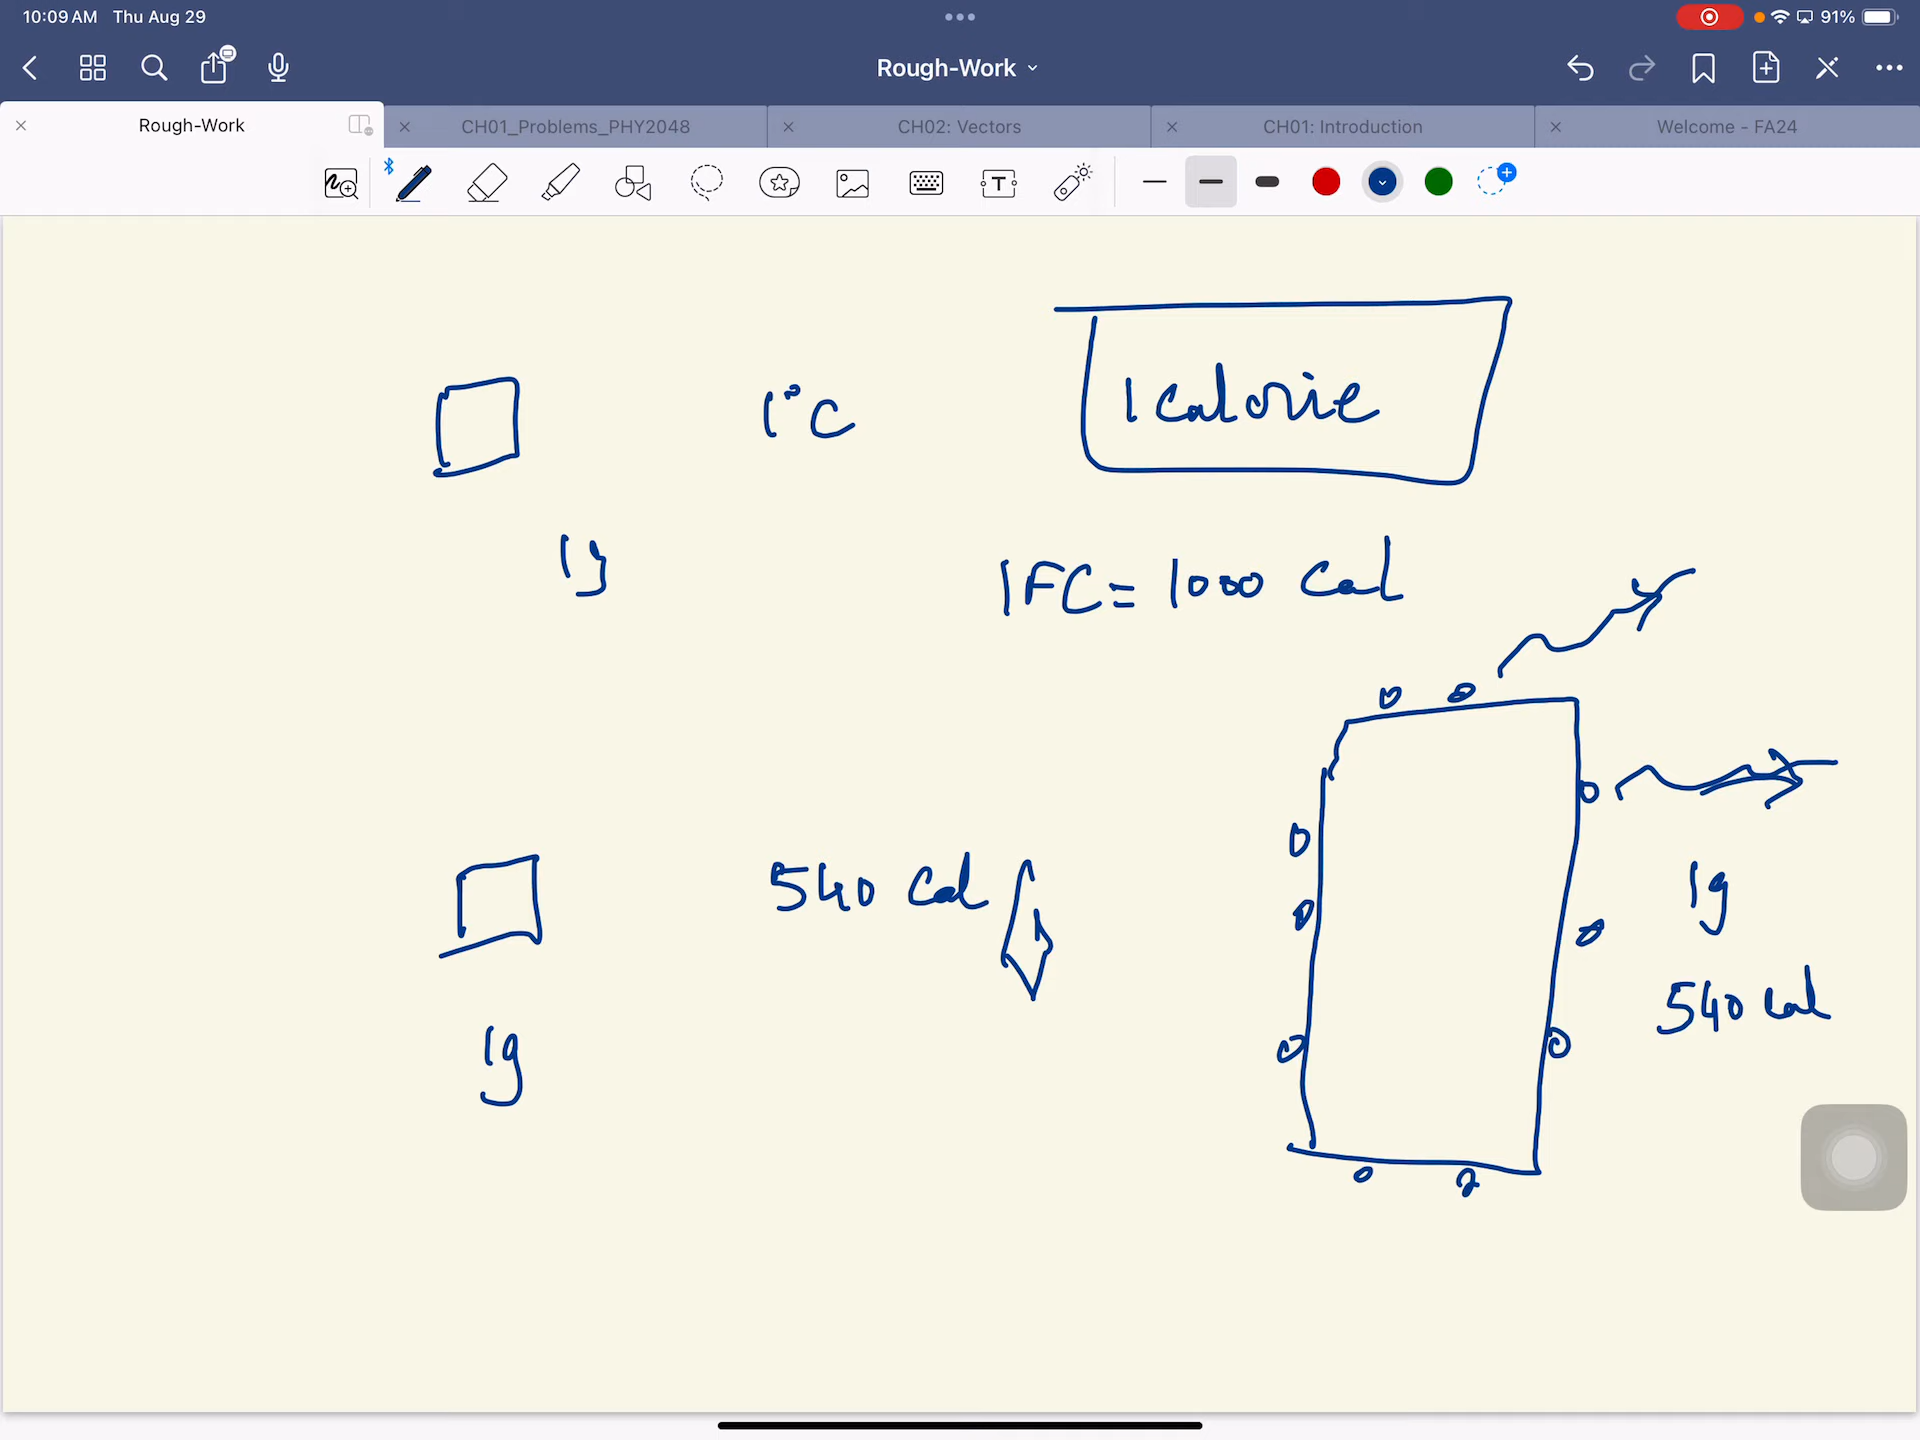 10:09 AM Thu Aug 29
91%
Rough-Work
Rough-Work
CH01_Problems_PHY2048
CH02: Vectors
CH01: Introduction
Welcome - FA24
T
1°C
1 Calorie
1g
1FC = 1000 Cal
540 Cal
1g
1g
540 Cal